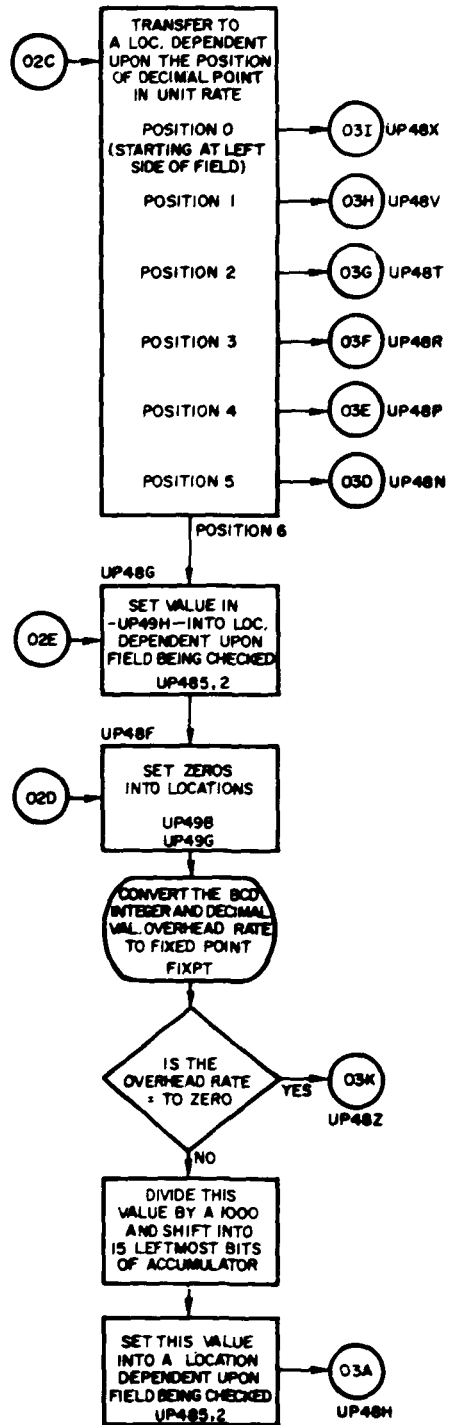 TRANSFER TO
A LOC. DEPENDENT
UPON THE POSITION
OF DECIMAL POINT
IN UNIT RATE
02C
POSITION 0
(STARTING AT LEFT
SIDE OF FIELD)
03I UP48X
POSITION 1
03H UP48V
POSITION 2
03G UP48T
POSITION 3
03F UP48R
POSITION 4
03E UP48P
POSITION 5
03D UP48N
POSITION 6
UP48G
SET VALUE IN
-UP49H-INTO LOC.
DEPENDENT UPON
FIELD BEING CHECKED
UP485,2
02E
UP48F
SET ZEROS
INTO LOCATIONS
UP49B
UP49G
02D
CONVERT THE BCD
INTEGER AND DECIMAL
VAL. OVERHEAD RATE
TO FIXED POINT
FIXPT
IS THE
OVERHEAD RATE
= TO ZERO
YES
03K
UP48Z
NO
DIVIDE THIS
VALUE BY A 1000
AND SHIFT INTO
15 LEFTMOST BITS
OF ACCUMULATOR
SET THIS VALUE
INTO A LOCATION
DEPENDENT UPON
FIELD BEING CHECKED
UP485,2
03A
UP48H